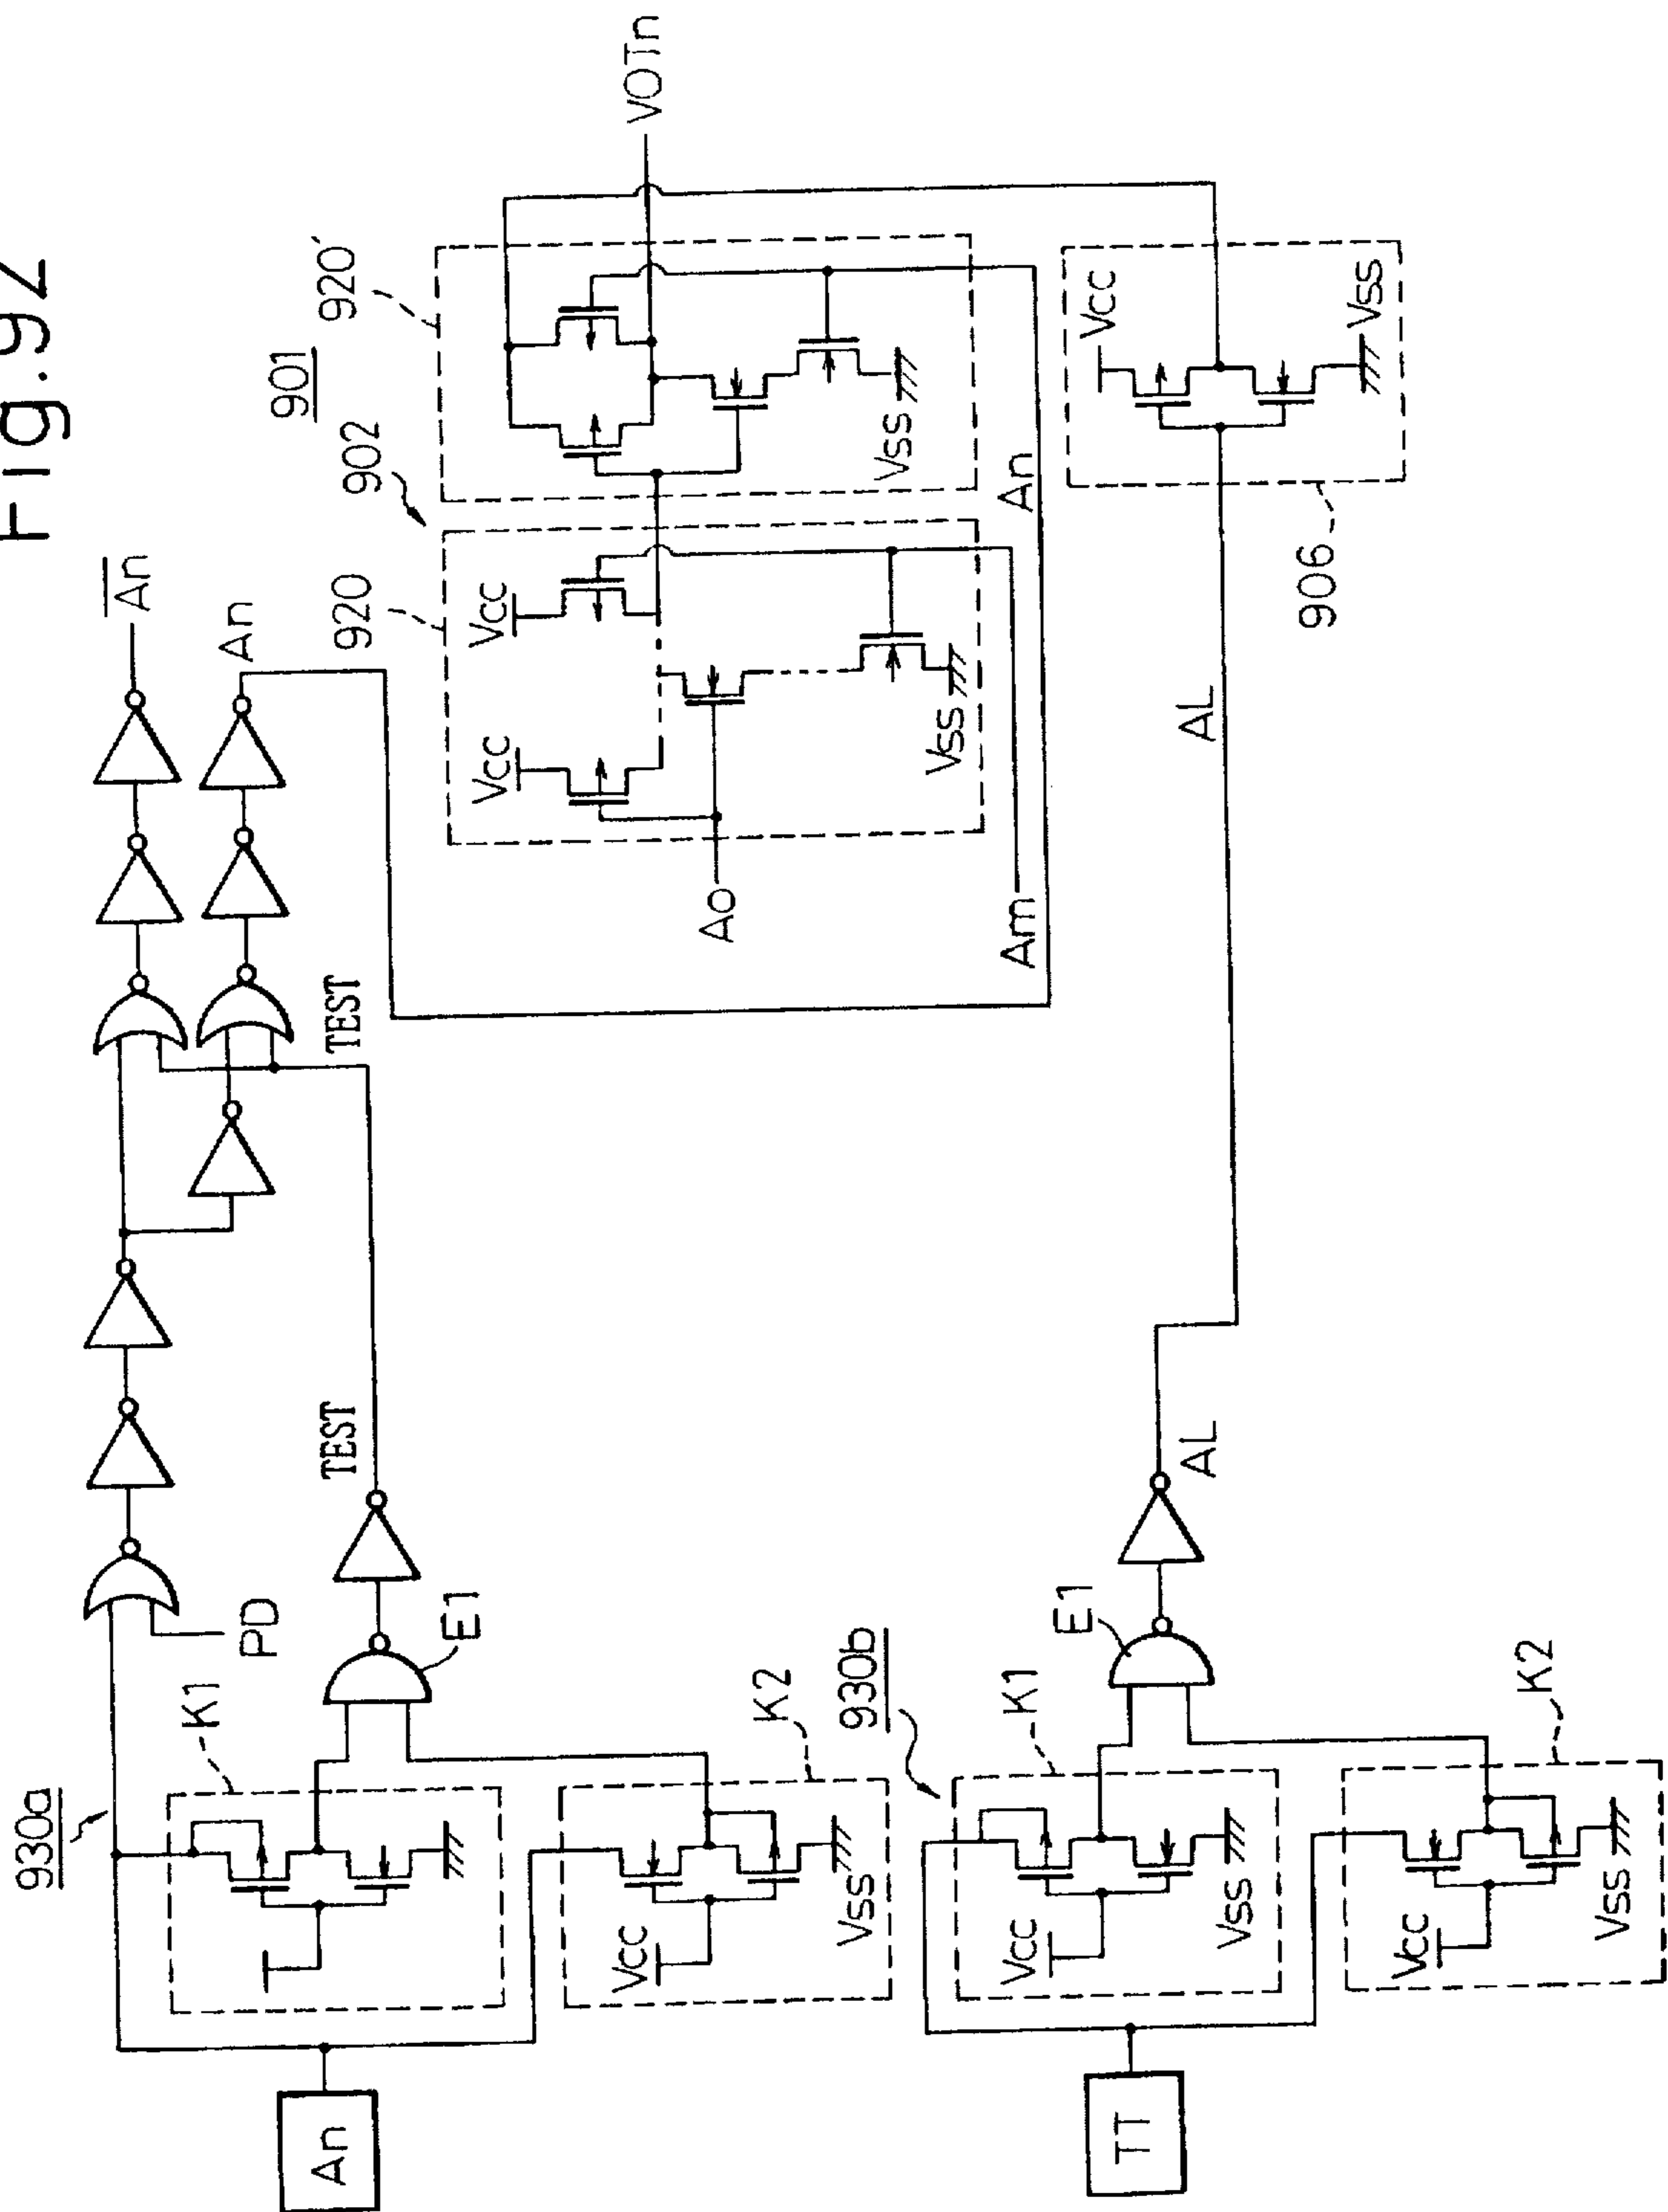 Fig.92
930a
An
K1
PD
E1
TEST
TEST
An
An
K2
Vcc
Vss
901
902
920
920'
Vcc
Vcc
Vss
Vss
Ao
Am
An
VOTn
TT
930b
K1
Vcc
Vss
E1
K2
Vcc
Vss
AL
AL
906
Vcc
Vss